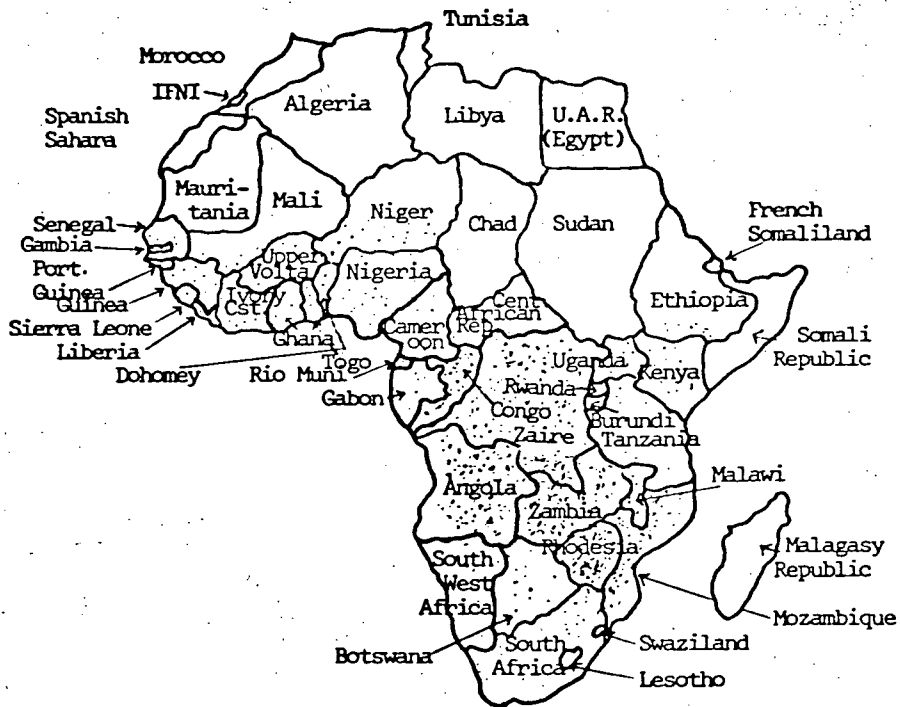 Tunisia
Morocco
IFNI
Algeria
Libya
U.A.R.
(Egypt)
Spanish
Sahara
Mauri-
tania
Mali
Niger
Chad
Sudan
French
Somaliland
Senegal
Gambia
Port.
Guinea
Guinea
Sierra Leone
Liberia
Dohomey
Upper
Volta
Ivory
Cst.
Ghana
Togo
Nigeria
Rio Muni
Gabon
Camer
oon
Cent
African
Rep
Ethiopia
Somali
Republic
Uganda
Kenya
Rwanda
Burundi
Congo
Zaire
Tanzania
Angola
Zambia
Malawi
Rhodesia
Malagasy
Republic
Mozambique
South
West
Africa
Botswana
South
Africa
Swaziland
Lesotho